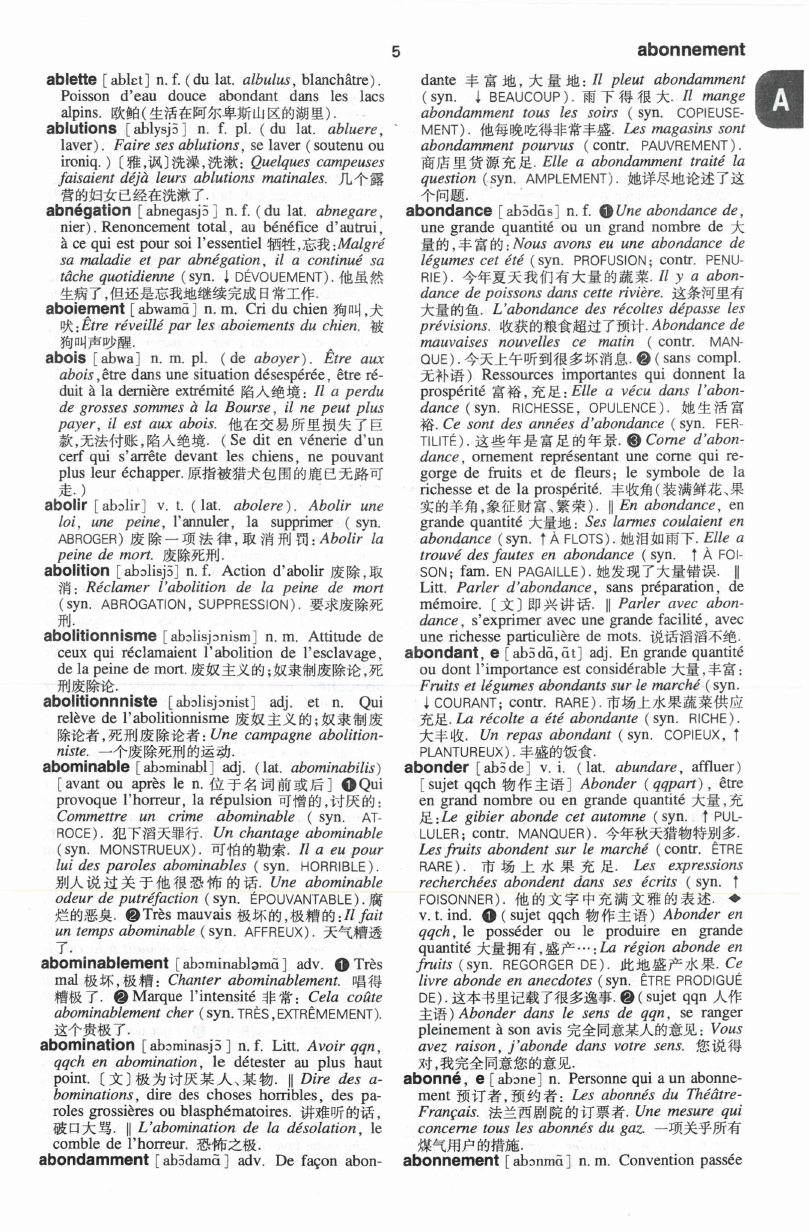 5
abonnement
A
ablette [ablɛt] n. f. (du lat. albulus, blanchâtre).
Poisson d'eau douce abondant dans les lacs
alpins. 欧鲌(生活在阿尔卑斯山区的湖里).
ablutions [ablysjɔ̃] n. f. pl. (du lat. abluere,
laver). Faire ses ablutions, se laver (soutenu ou
ironiq.) 〔雅,讽〕洗澡,洗漱: Quelques campeuses
faisaient déjà leurs ablutions matinales. 几个露
营的妇女已经在洗漱了.
abnégation [abnegasjɔ̃] n. f. (du lat. abnegare,
nier). Renoncement total, au bénéfice d'autrui,
à ce qui est pour soi l'essentiel 牺牲,忘我:Malgré
sa maladie et par abnégation, il a continué sa
tâche quotidienne (syn. ↓ DÉVOUEMENT). 他虽然
生病了,但还是忘我地继续完成日常工作.
aboiement [abwamɑ̃] n. m. Cri du chien 狗叫,犬
吠:Être réveillé par les aboiements du chien. 被
狗叫声吵醒.
abois [abwa] n. m. pl. (de aboyer). Être aux
abois,être dans une situation désespérée, être ré-
duit à la dernière extrémité 陷入绝境: Il a perdu
de grosses sommes à la Bourse, il ne peut plus
payer, il est aux abois. 他在交易所里损失了巨
款,无法付账,陷入绝境. (Se dit en vénerie d'un
cerf qui s'arrête devant les chiens, ne pouvant
plus leur échapper. 原指被猎犬包围的鹿已无路可
走.)
abolir [abɔlir] v. t. (lat. abolere). Abolir une
loi, une peine, l'annuler, la supprimer (syn.
ABROGER) 废除一项法律,取消刑罚:Abolir la
peine de mort. 废除死刑.
abolition [abɔlisjɔ̃] n. f. Action d'abolir 废除,取
消: Réclamer l'abolition de la peine de mort
(syn. ABROGATION, SUPPRESSION). 要求废除死
刑.
abolitionnisme [abɔlisjɔnism] n. m. Attitude de
ceux qui réclamaient l'abolition de l'esclavage,
de la peine de mort. 废奴主义的;奴隶制废除论,死
刑废除论.
abolitionnniste [abɔlisjɔnist] adj. et n. Qui
relève de l'abolitionnisme 废奴主义的;奴隶制废
除论者,死刑废除论者: Une campagne abolition-
niste. 一个废除死刑的运动.
abominable [abɔminabl] adj. (lat. abominabilis)
[avant ou après le n. 位于名词前或后] ❶Qui
provoque l'horreur, la répulsion 可憎的,讨厌的:
Commettre un crime abominable (syn. AT-
ROCE). 犯下滔天罪行. Un chantage abominable
(syn. MONSTRUEUX). 可怕的勒索. Il a eu pour
lui des paroles abominables (syn. HORRIBLE).
别人说过关于他很恐怖的话. Une abominable
odeur de putréfaction (syn. ÉPOUVANTABLE). 腐
烂的恶臭. ❷Très mauvais 极坏的,极糟的:Il fait
un temps abominable (syn. AFFREUX). 天气糟透
了.
abominablement [abɔminabləmɑ̃] adv. ❶ Très
mal 极坏,极糟: Chanter abominablement. 唱得
糟极了. ❷ Marque l'intensité 非常: Cela coûte
abominablement cher (syn. TRÈS,EXTRÊMEMENT).
这个贵极了.
abomination [abɔminasjɔ̃] n. f. Litt. Avoir qqn,
qqch en abomination, le détester au plus haut
point. 〔文〕极为讨厌某人、某物. ‖ Dire des a-
bominations, dire des choses horribles, des pa-
roles grossières ou blasphématoires. 讲难听的话,
破口大骂. ‖ L'abomination de la désolation, le
comble de l'horreur. 恐怖之极.
abondamment [abɔ̃damɑ̃] adv. De façon abon-
dante 丰富地,大量地: Il pleut abondamment
(syn. ↓ BEAUCOUP). 雨下得很大. Il mange
abondamment tous les soirs (syn. COPIEUSE-
MENT). 他每晚吃得非常丰盛. Les magasins sont
abondamment pourvus (contr. PAUVREMENT).
商店里货源充足. Elle a abondamment traité la
question (syn. AMPLEMENT). 她详尽地论述了这
个问题.
abondance [abɔ̃dɑ̃s] n. f. ❶Une abondance de,
une grande quantité ou un grand nombre de 大
量的,丰富的:Nous avons eu une abondance de
légumes cet été (syn. PROFUSION; contr. PENU-
RIE). 今年夏天我们有大量的蔬菜. Il y a abon-
dance de poissons dans cette rivière. 这条河里有
大量的鱼. L'abondance des récoltes dépasse les
prévisions. 收获的粮食超过了预计. Abondance de
mauvaises nouvelles ce matin (contr. MAN-
QUE). 今天上午听到很多坏消息. ❷(sans compl.
无补语) Ressources importantes qui donnent la
prospérité 富裕,充足:Elle a vécu dans l'abon-
dance (syn. RICHESSE, OPULENCE). 她生活富
裕. Ce sont des années d'abondance (syn. FER-
TILITÉ). 这些年是富足的年景. ❸ Corne d'abon-
dance, ornement représentant une corne qui re-
gorge de fruits et de fleurs; le symbole de la
richesse et de la prospérité. 丰收角(装满鲜花、果
实的羊角,象征财富、繁荣). ‖ En abondance, en
grande quantité 大量地: Ses larmes coulaient en
abondance (syn. ↑ À FLOTS). 她泪如雨下. Elle a
trouvé des fautes en abondance (syn. ↑ À FOI-
SON; fam. EN PAGAILLE). 她发现了大量错误. ‖
Litt. Parler d'abondance, sans préparation, de
mémoire. 〔文〕即兴讲话. ‖ Parler avec abon-
dance, s'exprimer avec une grande facilité, avec
une richesse particulière de mots. 说话滔滔不绝.
abondant, e [abɔ̃dɑ̃, ɑ̃t] adj. En grande quantité
ou dont l'importance est considérable 大量,丰富:
Fruits et légumes abondants sur le marché (syn.
↓ COURANT; contr. RARE). 市场上水果蔬菜供应
充足. La récolte a été abondante (syn. RICHE).
大丰收. Un repas abondant (syn. COPIEUX, ↑
PLANTUREUX). 丰盛的饭食.
abonder [abɔ̃de] v. i. (lat. abundare, affluer)
[sujet qqch 物作主语] Abonder (qqpart), être
en grand nombre ou en grande quantité 大量,充
足:Le gibier abonde cet automne (syn. ↑ PUL-
LULER; contr. MANQUER). 今年秋天猎物特别多.
Les fruits abondent sur le marché (contr. ÊTRE
RARE). 市场上水果充足. Les expressions
recherchées abondent dans ses écrits (syn. ↑
FOISONNER). 他的文字中充满文雅的表述. ◆
v. t. ind. ❶ (sujet qqch 物作主语) Abonder en
qqch, le posséder ou le produire en grande
quantité 大量拥有,盛产…:La région abonde en
fruits (syn. REGORGER DE). 此地盛产水果. Ce
livre abonde en anecdotes (syn. ÊTRE PRODIGUÉ
DE). 这本书里记载了很多逸事. ❷(sujet qqn 人作
主语) Abonder dans le sens de qqn, se ranger
pleinement à son avis 完全同意某人的意见: Vous
avez raison, j'abonde dans votre sens. 您说得
对,我完全同意您的意见.
abonné, e [abɔne] n. Personne qui a un abonne-
ment 预订者,预约者: Les abonnés du Théâtre-
Français. 法兰西剧院的订票者. Une mesure qui
concerne tous les abonnés du gaz. 一项关乎所有
煤气用户的措施.
abonnement [abɔnmɑ̃] n. m. Convention passée